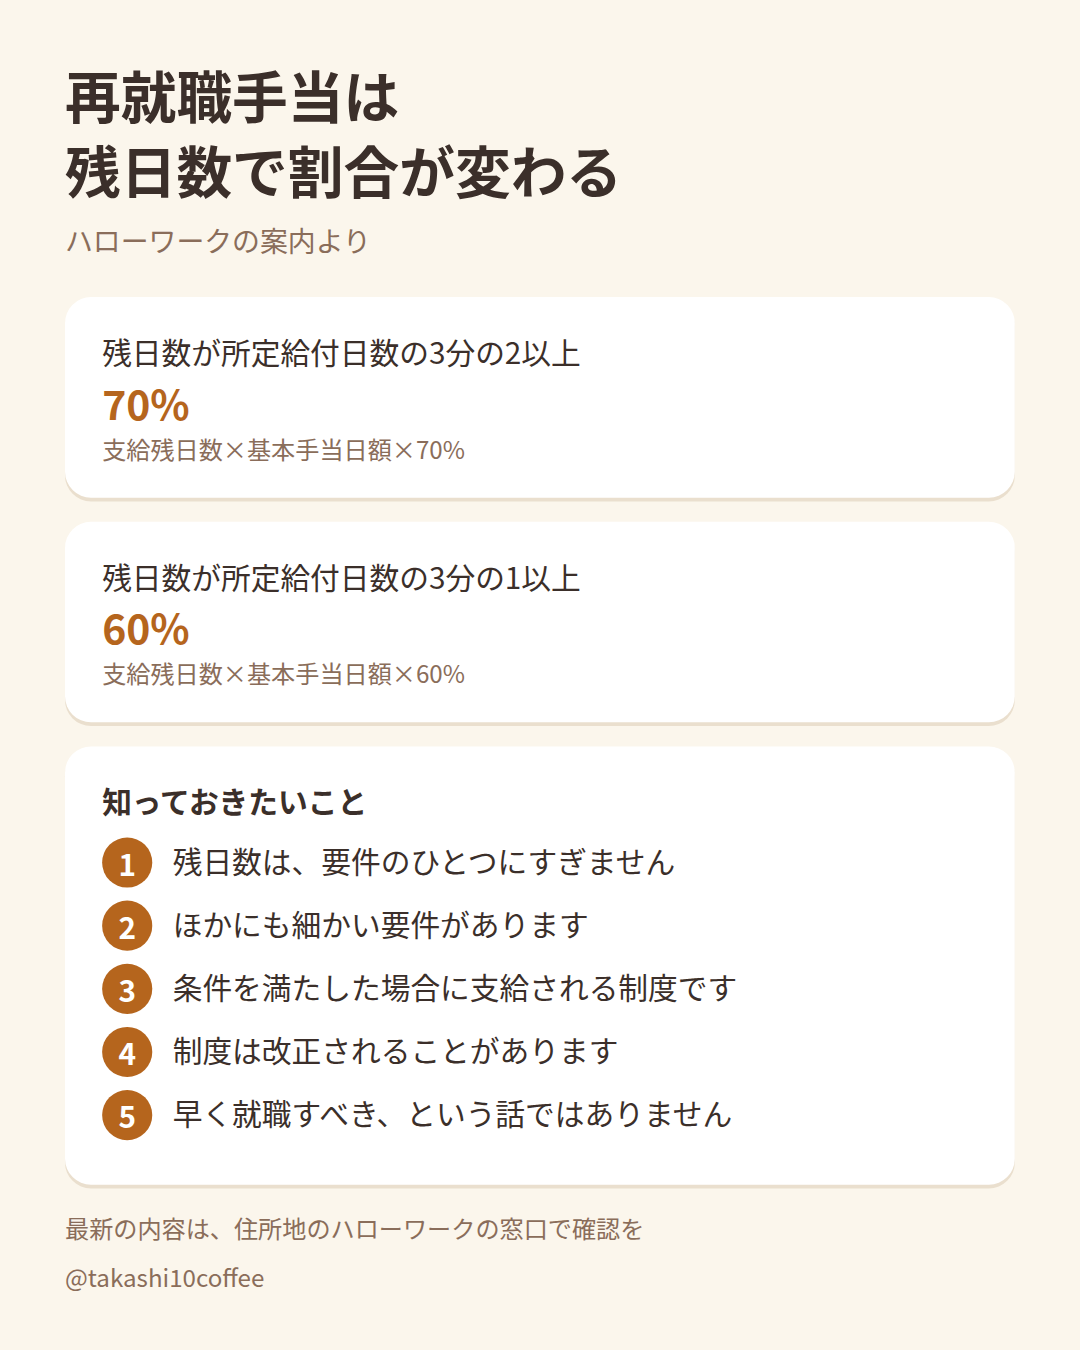 再就職手当は
残日数で割合が変わる
ハローワークの案内より
残日数が所定給付日数の3分の2以上
70%
支給残日数×基本手当日額×70%
残日数が所定給付日数の3分の1以上
60%
支給残日数×基本手当日額×60%
知っておきたいこと
1 残日数は、要件のひとつにすぎません
2 ほかにも細かい要件があります
3 条件を満たした場合に支給される制度です
4 制度は改正されることがあります
5 早く就職すべき、という話ではありません
最新の内容は、住所地のハローワークの窓口で確認を
@takashi10coffee